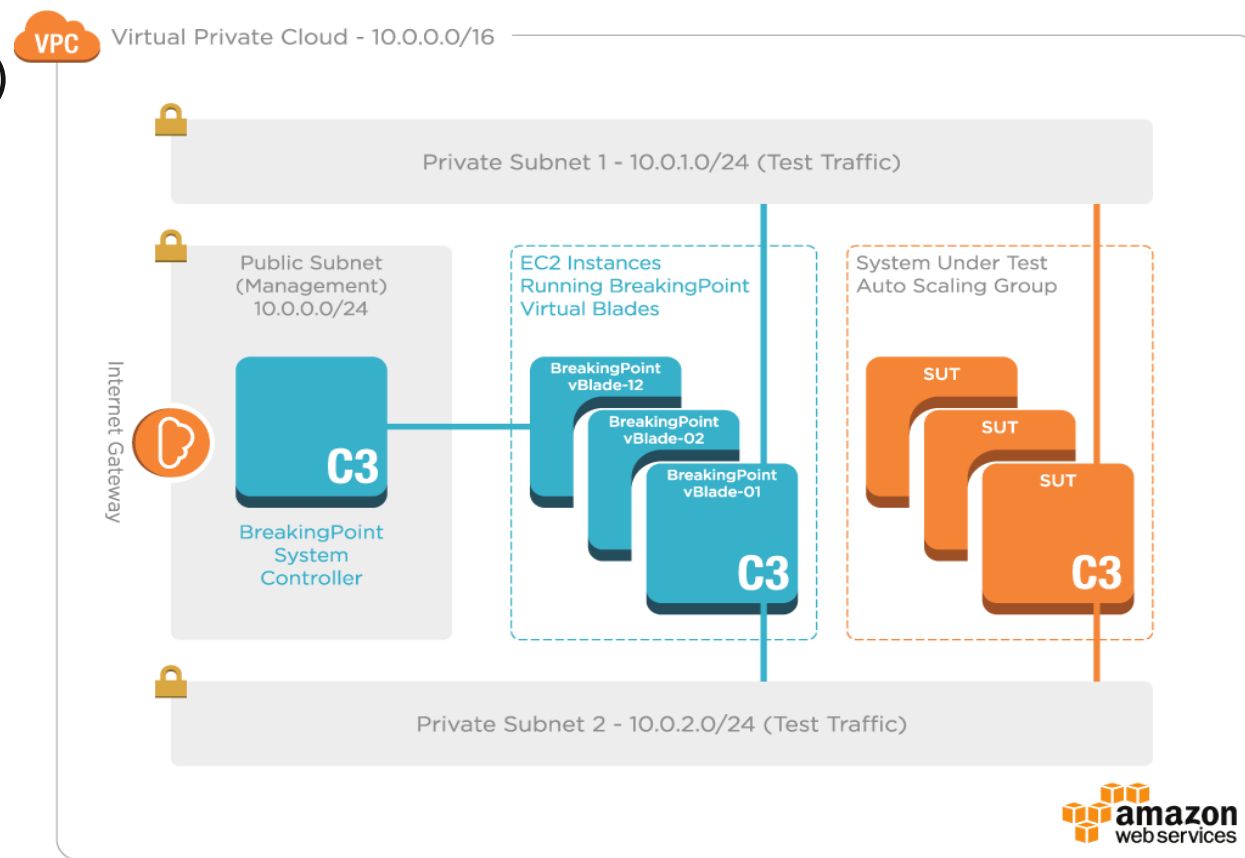 VPC
Virtual Private Cloud - 10.0.0.0/16
)
Private Subnet 1 - 10.0.1.0/24 (Test Traffic)
Public Subnet
(Management)
10.0.0.0/24
Internet Gateway
C3
BreakingPoint
System
Controller
EC2 Instances
Running BreakingPoint
Virtual Blades
BreakingPoint
vBlade-12
BreakingPoint
vBlade-02
BreakingPoint
vBlade-01
C3
System Under Test
Auto Scaling Group
SUT
SUT
SUT
C3
Private Subnet 2 - 10.0.2.0/24 (Test Traffic)
amazon
web services